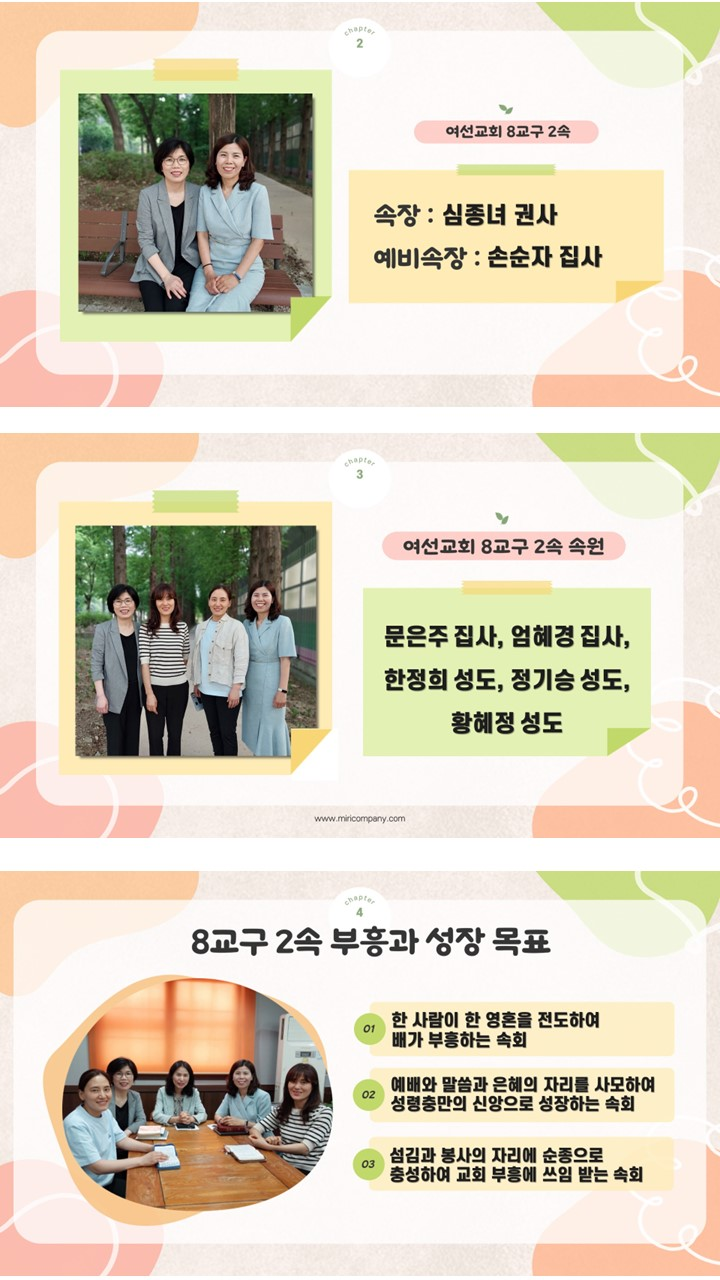 chapter
2
여선교회 8교구 2속
속장 : 심종녀 권사
예비속장 : 손순자 집사
chapter
3
여선교회 8교구 2속 속원
문은주 집사, 엄혜경 집사,
한정희 성도, 정기승 성도,
황혜정 성도
www.miricompany.com
chapter
4
8교구 2속 부흥과 성장 목표
01
한 사람이 한 영혼을 전도하여
배가 부흥하는 속회
02
예배와 말씀과 은혜의 자리를 사모하여
성령충만의 신앙으로 성장하는 속회
03
섬김과 봉사의 자리에 순종으로
충성하여 교회 부흥에 쓰임 받는 속회